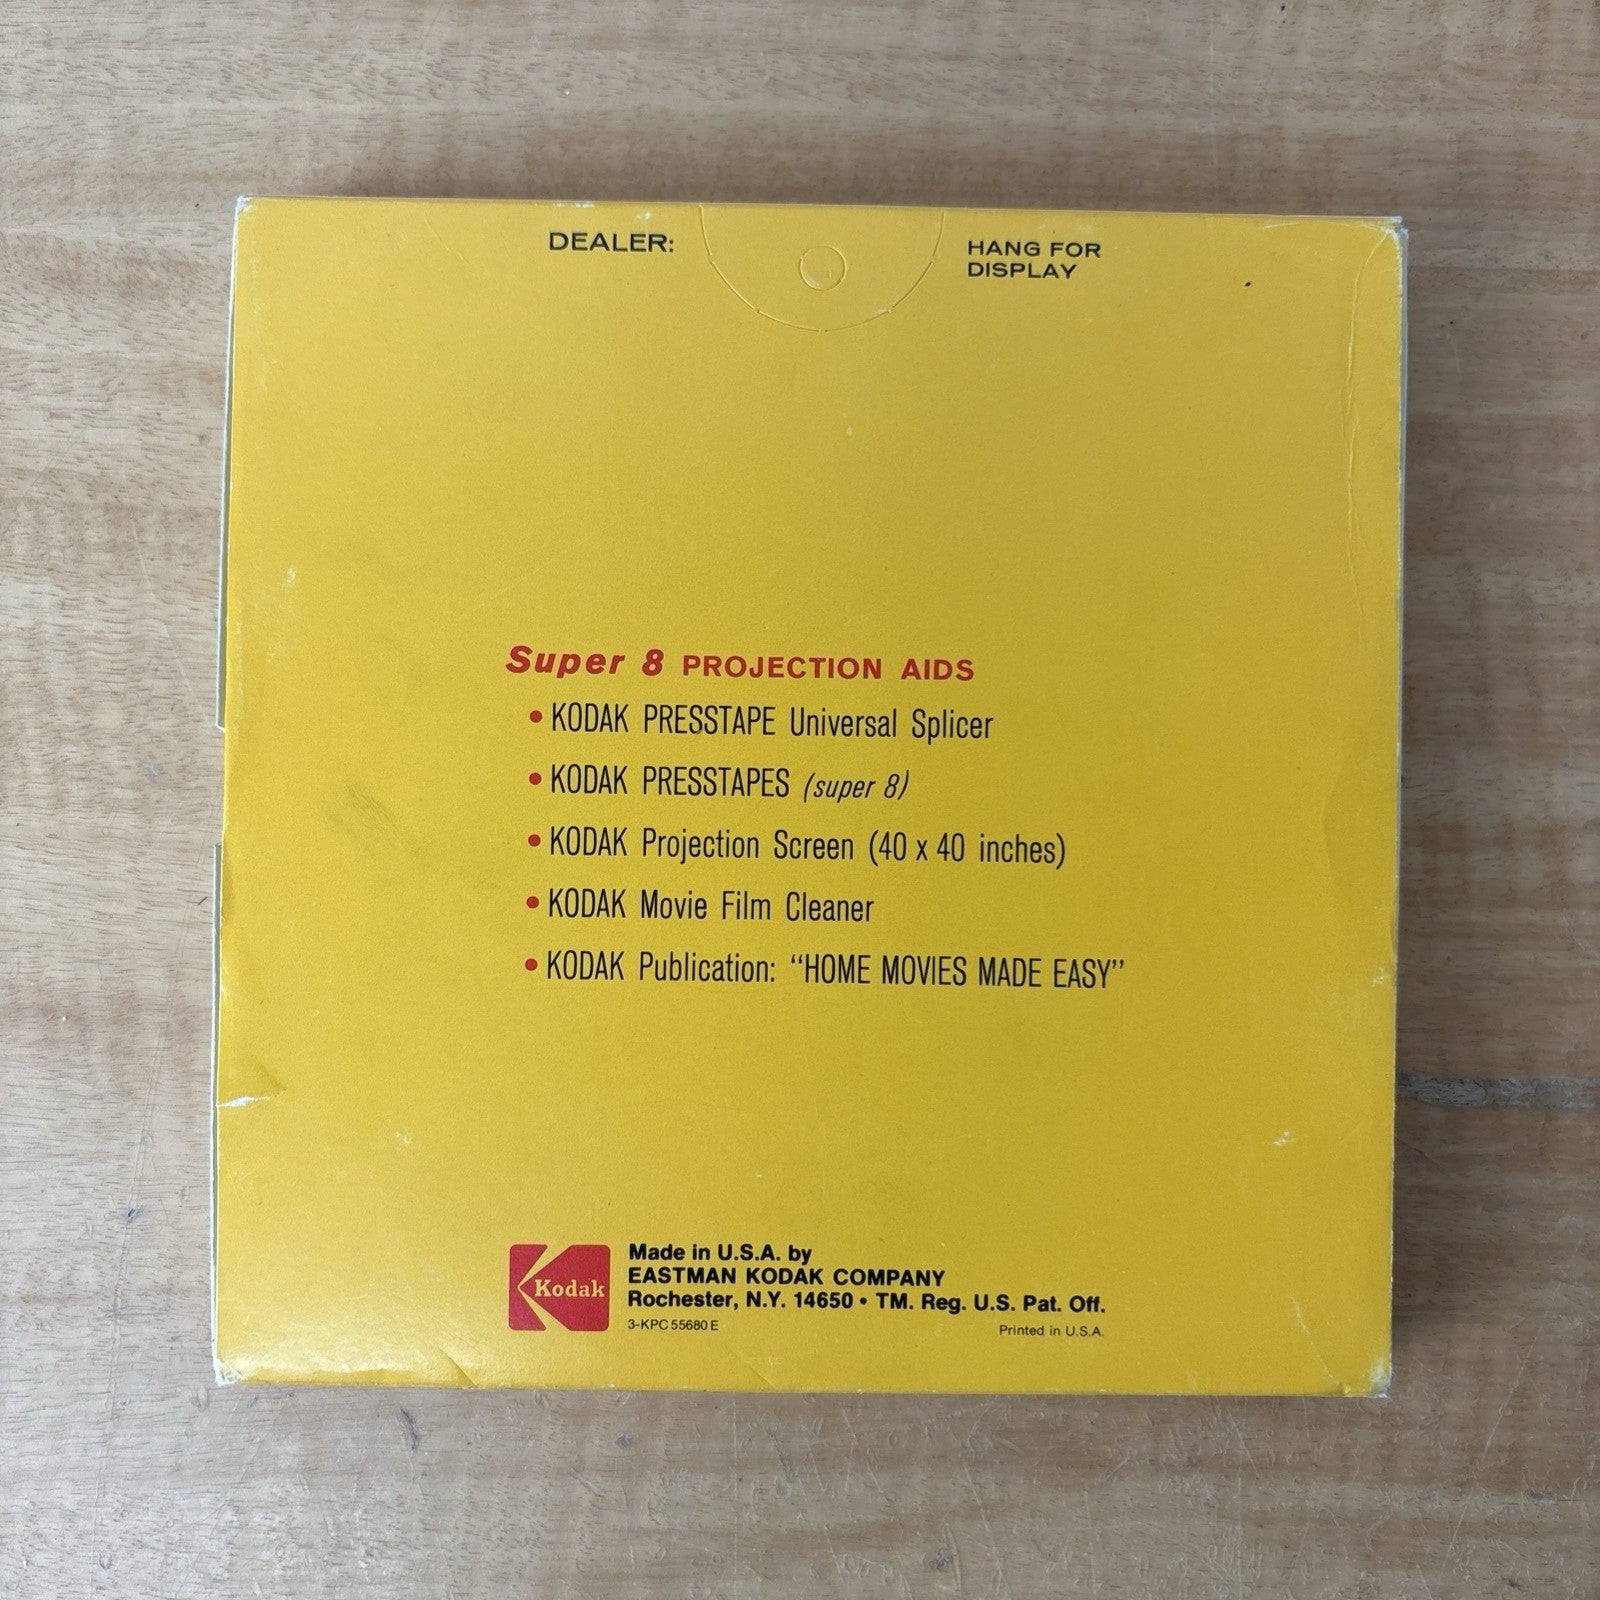 DEALER:
HANG FOR
DISPLAY
Super 8 PROJECTION AIDS
• KODAK PRESSTAPE Universal Splicer
• KODAK PRESSTAPES (super 8)
• KODAK Projection Screen (40 x 40 inches)
• KODAK Movie Film Cleaner
• KODAK Publication: “HOME MOVIES MADE EASY”
Kodak
Made in U.S.A. by
EASTMAN KODAK COMPANY
Rochester, N.Y. 14650 • TM. Reg. U.S. Pat. Off.
3-KPC 55680 E
Printed in U.S.A.